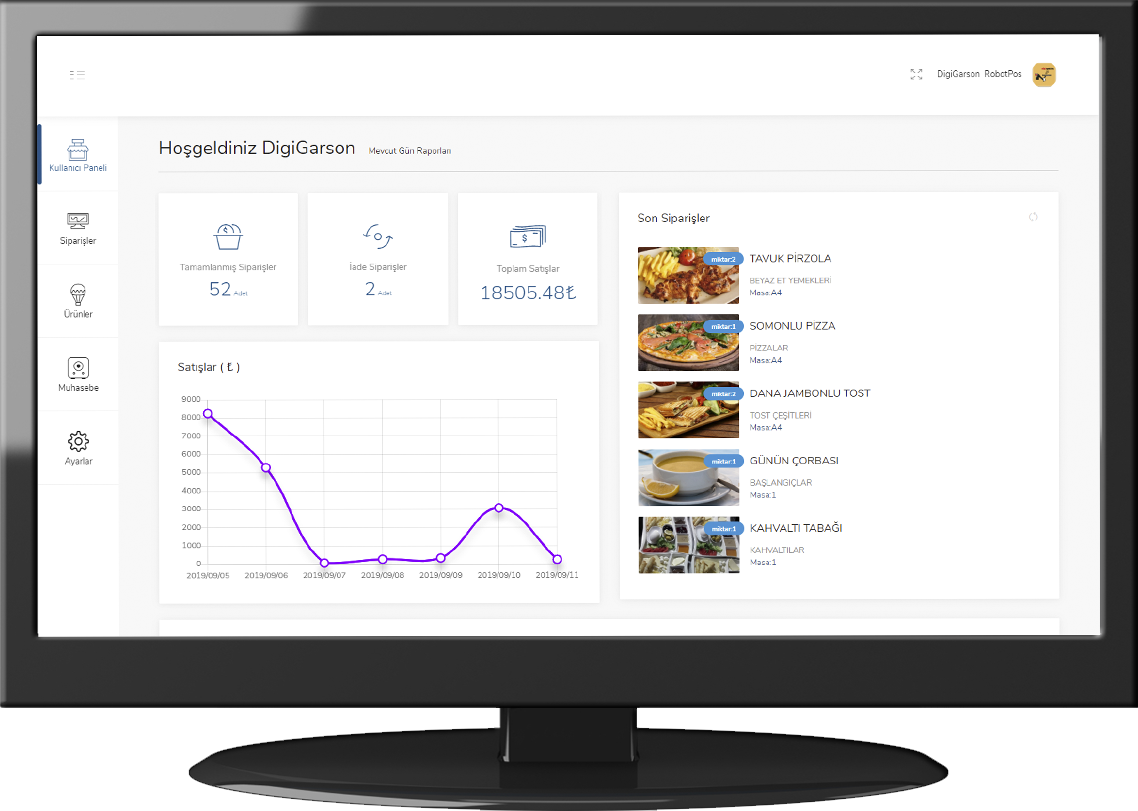 DigiGarson RobotPos
Kullanıcı Paneli
Siparişler
Ürünler
Muhasebe
Ayarlar
Hoşgeldiniz DigiGarson Mevcut Gün Raporları
Tamamlanmış Siparişler
52 Adet
İade Siparişler
2 Adet
Toplam Satışlar
18505.48₺
Satışlar ( ₺ )
9000
8000
7000
6000
5000
4000
3000
2000
1000
0
2019/09/05 2019/09/06 2019/09/07 2019/09/08 2019/09/09 2019/09/10 2019/09/11
Son Siparişler
miktar:2 TAVUK PİRZOLA
BEYAZ ET YEMEKLERİ
Masa:A4
miktar:1 SOMONLU PİZZA
PİZZALAR
Masa:A4
miktar:2 DANA JAMBONLU TOST
TOST ÇEŞİTLERİ
Masa:A4
miktar:1 GÜNÜN ÇORBASI
BAŞLANGIÇLAR
Masa:1
miktar:1 KAHVALTI TABAĞI
KAHVALTILAR
Masa:1